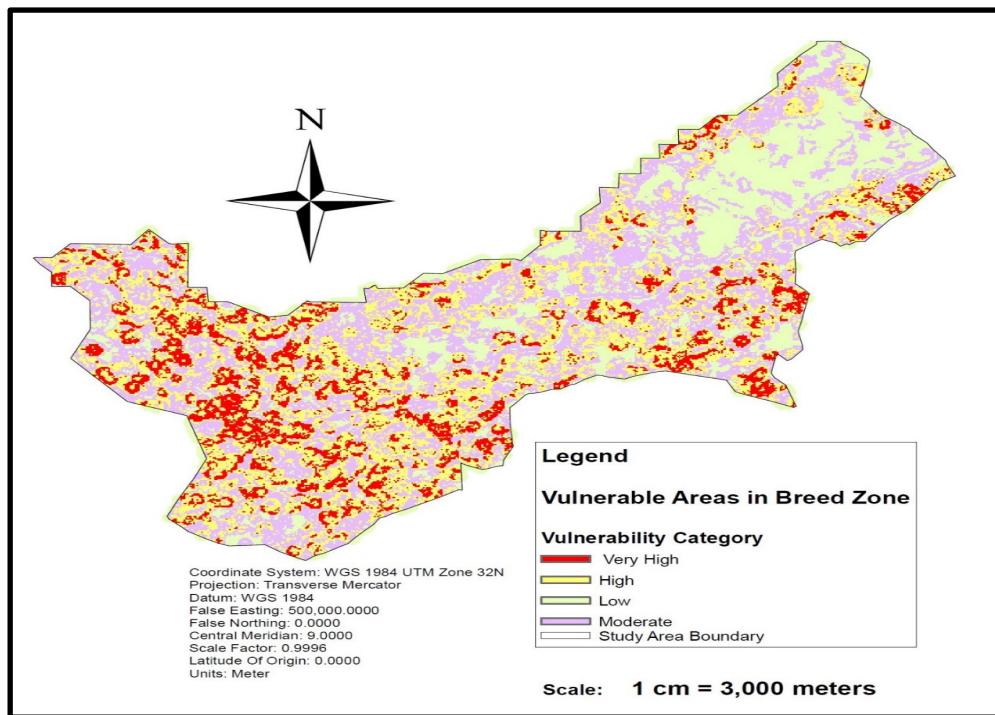 N
Legend
Vulnerable Areas in Breed Zone
Vulnerability Category
Very High
High
Low
Moderate
Study Area Boundary
Coordinate System: WGS 1984 UTM Zone 32N
Projection: Transverse Mercator
Datum: WGS 1984
False Easting: 500,000.0000
False Northing: 0.0000
Central Meridian: 9.0000
Scale Factor: 0.9996
Latitude Of Origin: 0.0000
Units: Meter
Scale: 1 cm = 3,000 meters